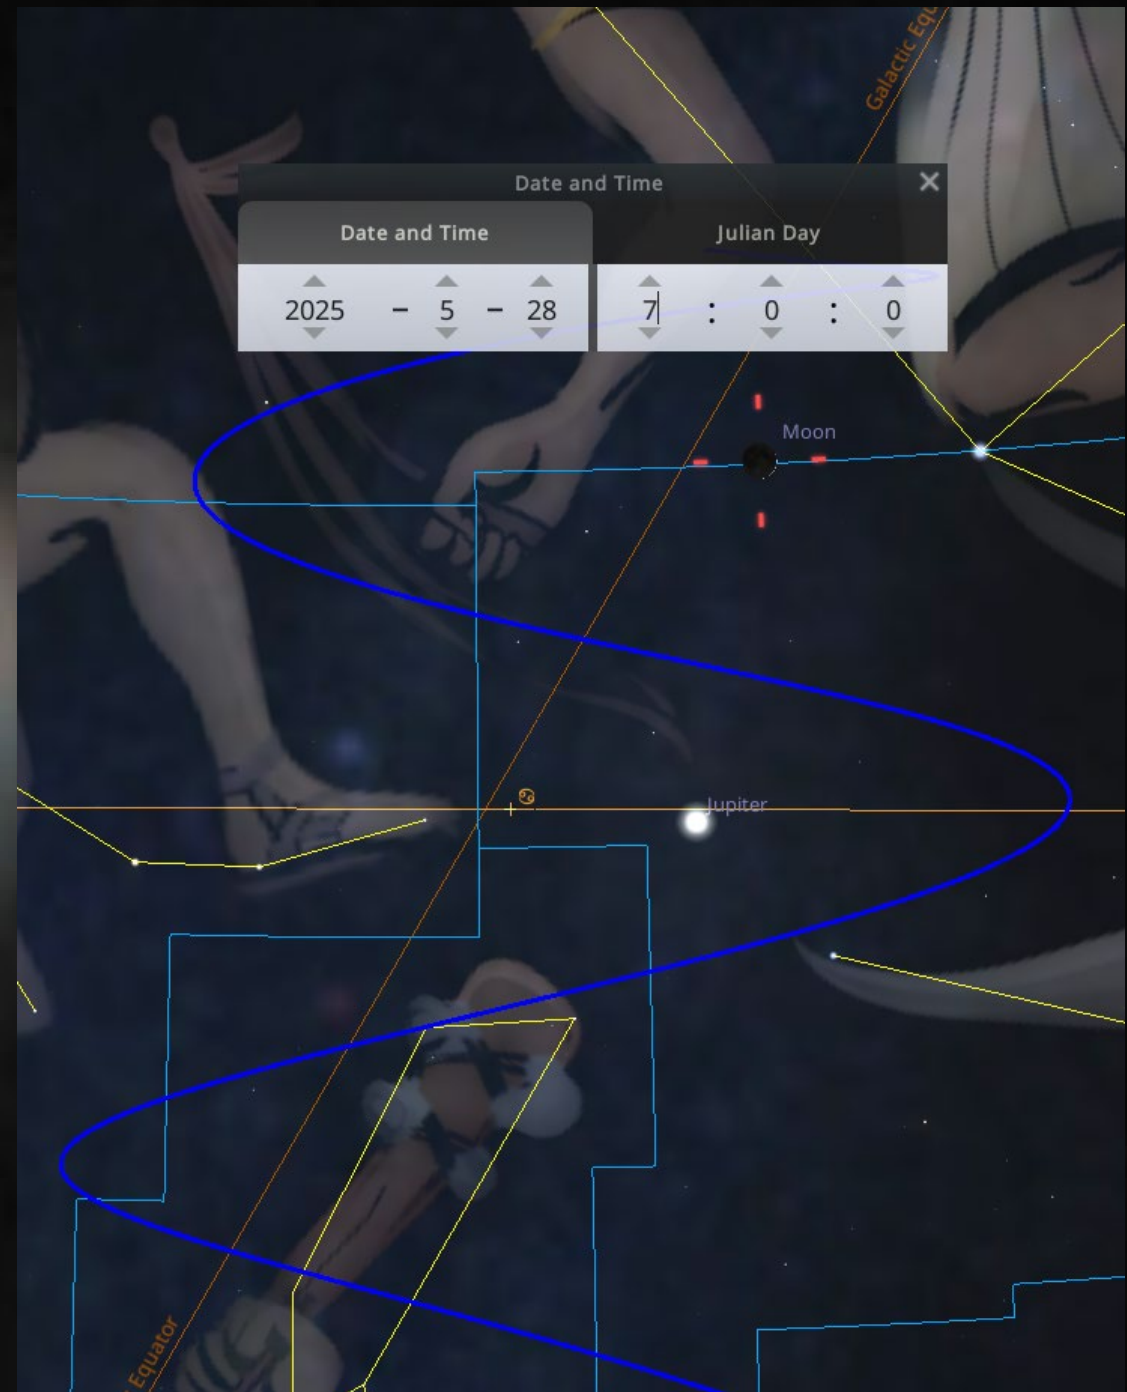 Galactic Equ
Date and Time ×
Date and Time
Julian Day
2025 – 5 – 28
7 : 0 : 0
Moon
♋
Jupiter
Equator